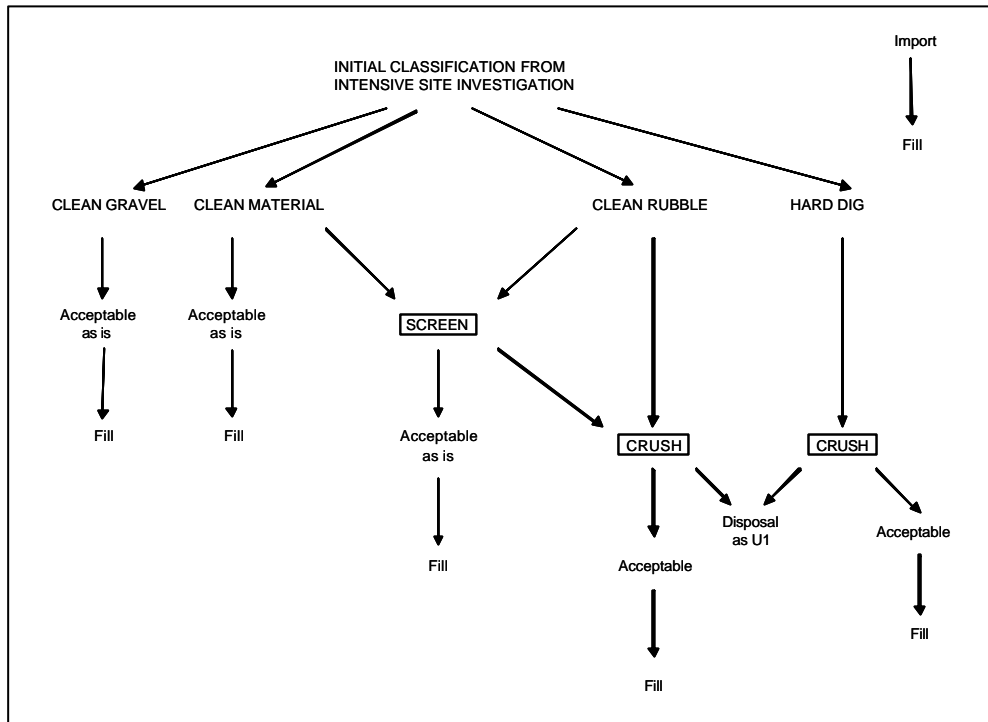 Import
INITIAL CLASSIFICATION FROM
INTENSIVE SITE INVESTIGATION
Fill
CLEAN GRAVEL
CLEAN MATERIAL
CLEAN RUBBLE
HARD DIG
Acceptable
as is
Acceptable
as is
SCREEN
Fill
Fill
Acceptable
as is
CRUSH
CRUSH
Disposal
as U1
Acceptable
Fill
Acceptable
Fill
Fill